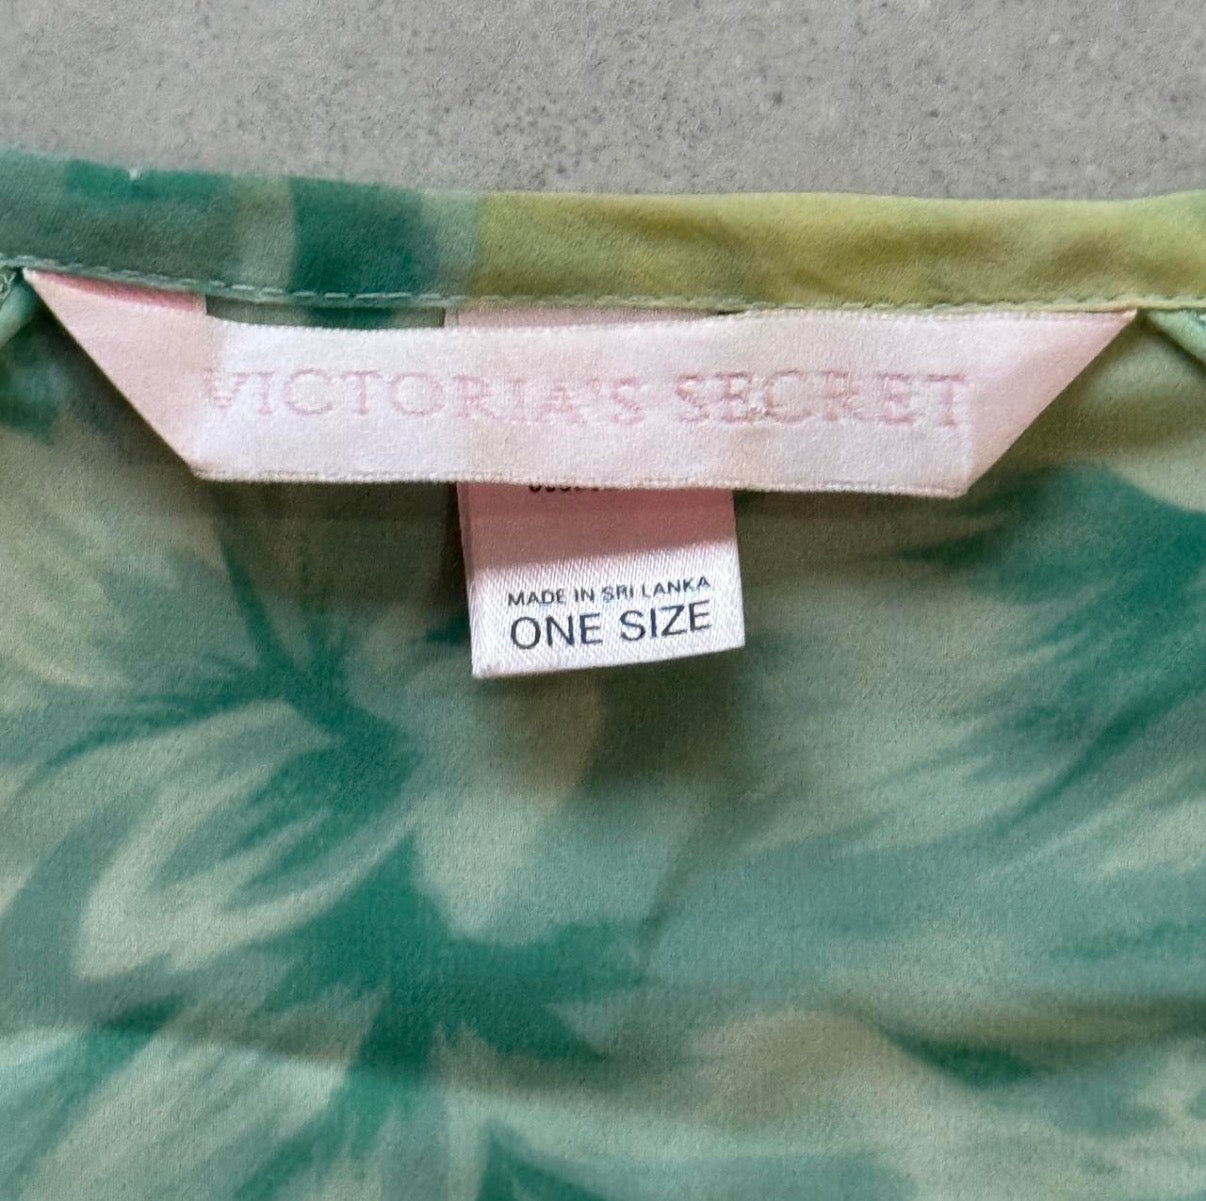 VICTORIA'S SECRET
MADE IN SRI LANKA
ONE SIZE